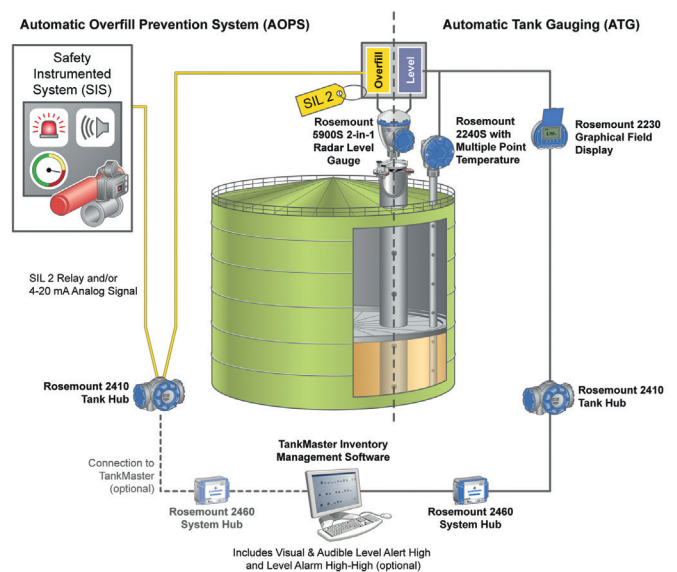 Automatic Overfill Prevention System (AOPS)
Automatic Tank Gauging (ATG)
Safety
Instrumented
System (SIS)
Overfill
Level
SIL 2
Rosemount
5900S 2-in-1
Radar Level
Gauge
Rosemount
2240S with
Multiple Point
Temperature
Rosemount 2230
Graphical Field
Display
SIL 2 Relay and/or
4-20 mA Analog Signal
Rosemount 2410
Tank Hub
Rosemount 2410
Tank Hub
Connection to
TankMaster
(optional)
TankMaster Inventory
Management Software
Rosemount 2460
System Hub
Rosemount 2460
System Hub
Includes Visual & Audible Level Alert High
and Level Alarm High-High (optional)